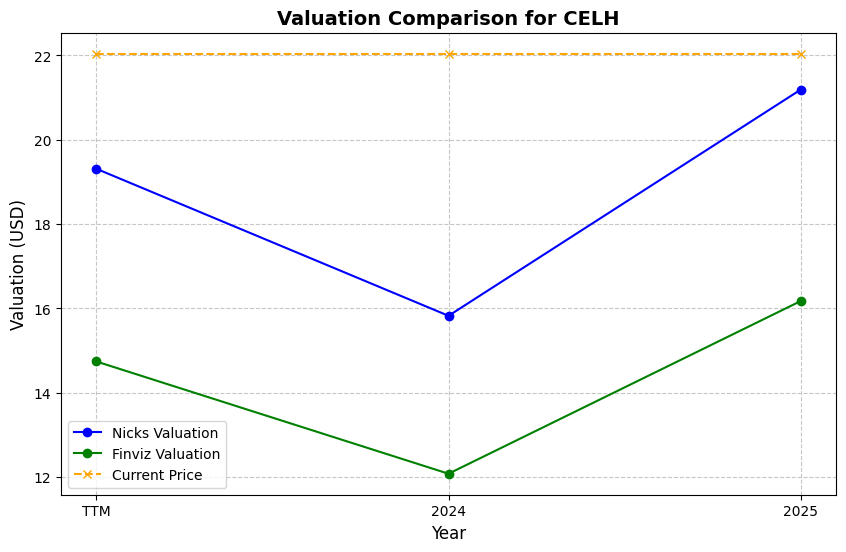 Valuation Comparison for CELH
Valuation (USD)
22
20
18
16
14
12
Nicks Valuation
Finviz Valuation
Current Price
TTM
2024
2025
Year